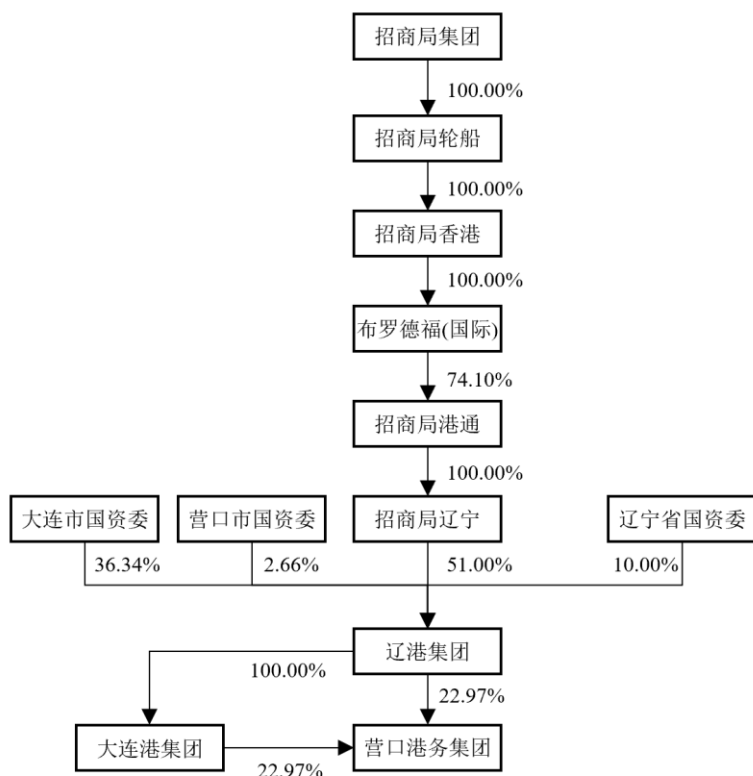 招商局集团
100.00%
招商局轮船
100.00%
招商局香港
100.00%
布罗德福(国际)
74.10%
招商局港通
100.00%
大连市国资委
营口市国资委
招商局辽宁
辽宁省国资委
36.34%
2.66%
51.00%
10.00%
辽港集团
100.00%
22.97%
大连港集团
营口港务集团
22.97%